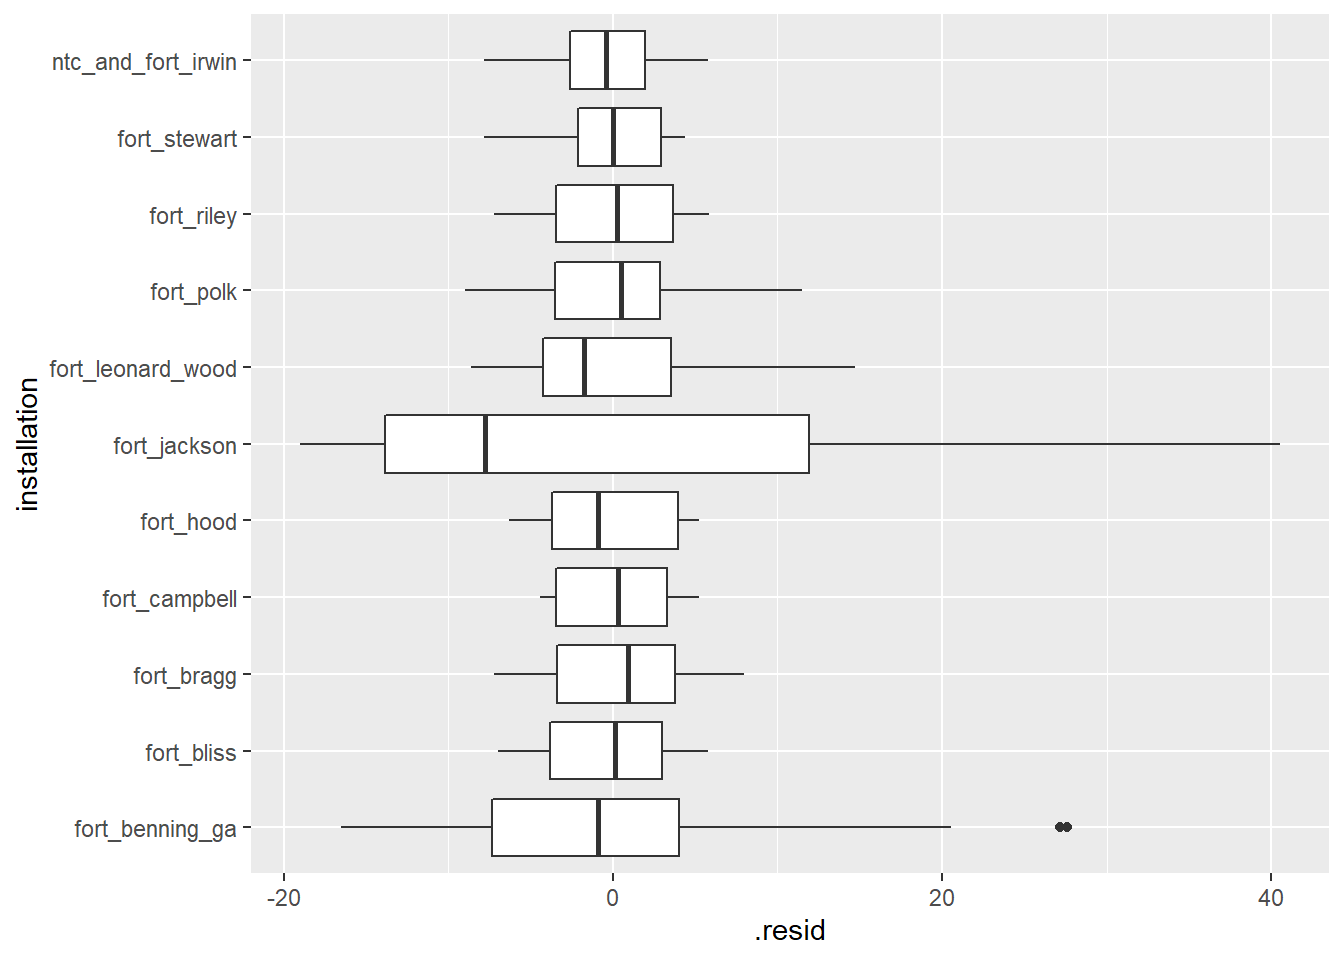 ntc_and_fort_irwin
fort_stewart
fort_riley
fort_polk
fort_leonard_wood
fort_jackson
fort_hood
fort_campbell
fort_bragg
fort_bliss
fort_benning_ga
installation
-20 0 20 40
.resid